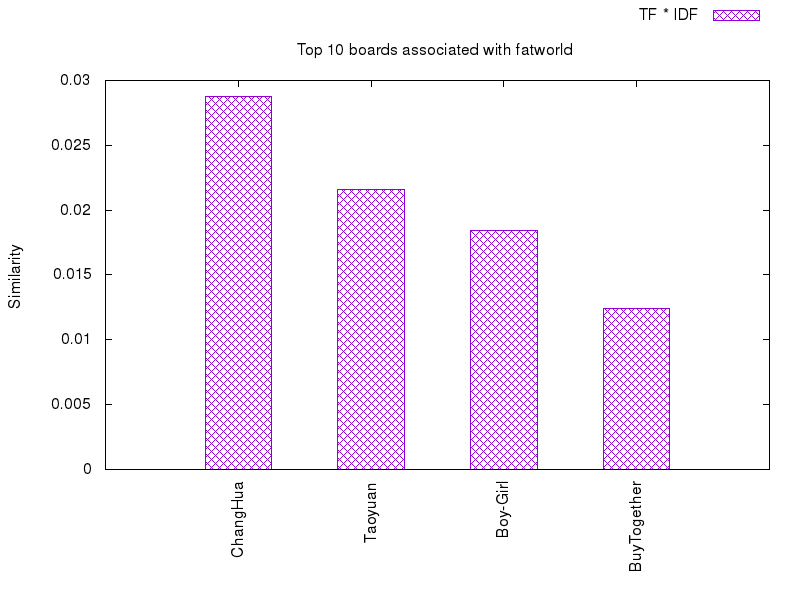 TF * IDF
Top 10 boards associated with fatworld
0.03
0.025
0.02
0.015
0.01
0.005
0
Similarity
ChangHua
Taoyuan
Boy-Girl
BuyTogether